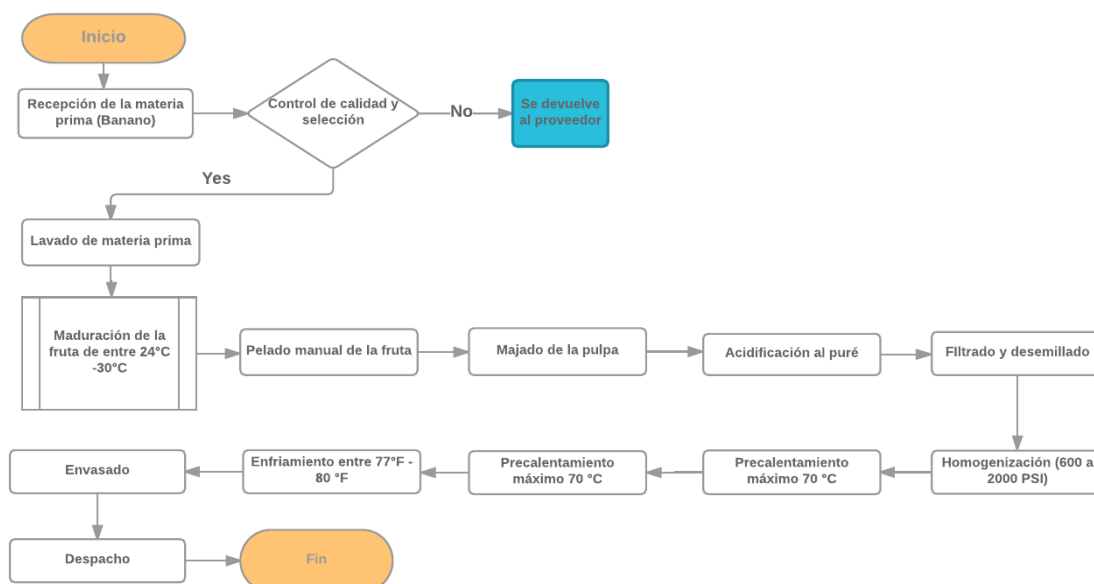 Inicio
Recepción de la materia
prima (Banano)
Control de calidad y
selección
No
Se devuelve
al proveedor
Yes
Lavado de materia prima
Maduración de la
fruta de entre 24°C
-30°C
Pelado manual de la fruta
Majado de la pulpa
Acidificación al puré
FIltrado y desemillado
Homogenización (600 a
2000 PSI)
Precalentamiento
máximo 70 °C
Precalentamiento
máximo 70 °C
Enfriamiento entre 77°F -
80 °F
Envasado
Despacho
Fin